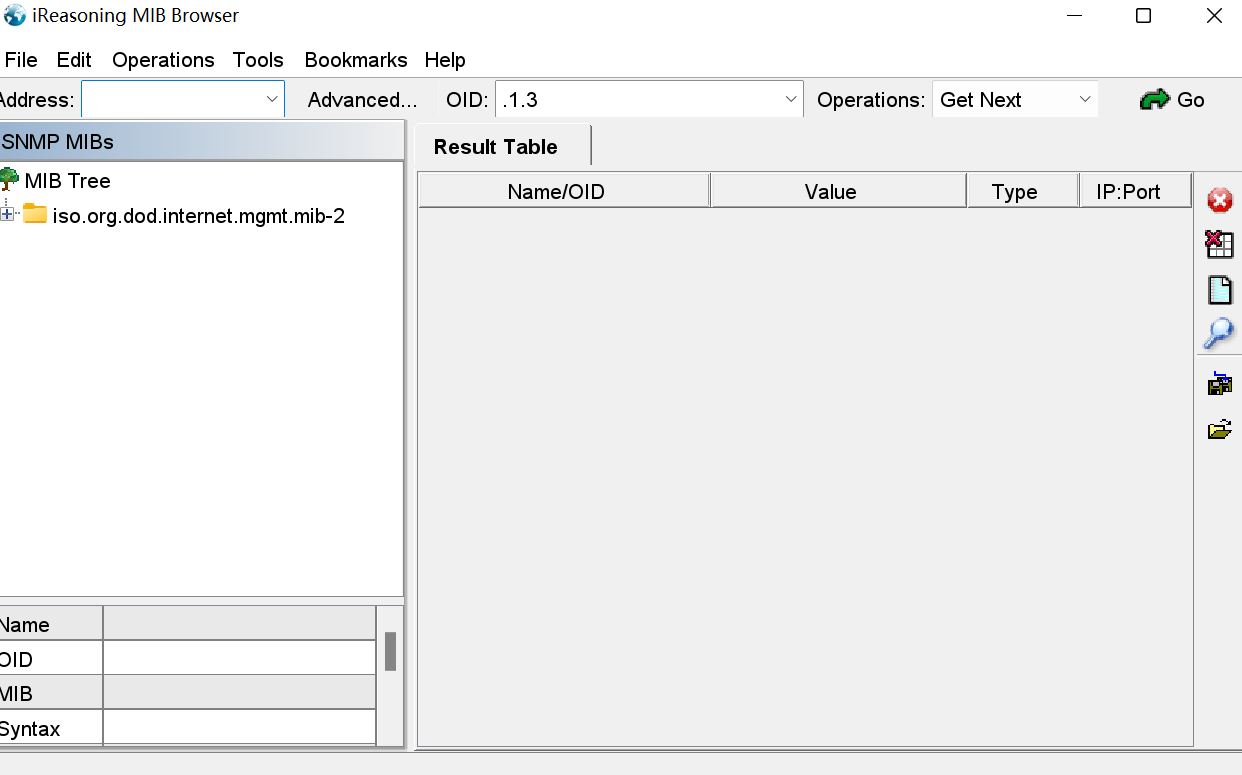 iReasoning MIB Browser
File Edit Operations Tools Bookmarks Help
Address: Advanced... OID: .1.3 Operations: Get Next Go
SNMP MIBs
MIB Tree
iso.org.dod.internet.mgmt.mib-2
Result Table
Name/OID Value Type IP:Port
Name
OID
MIB
Syntax